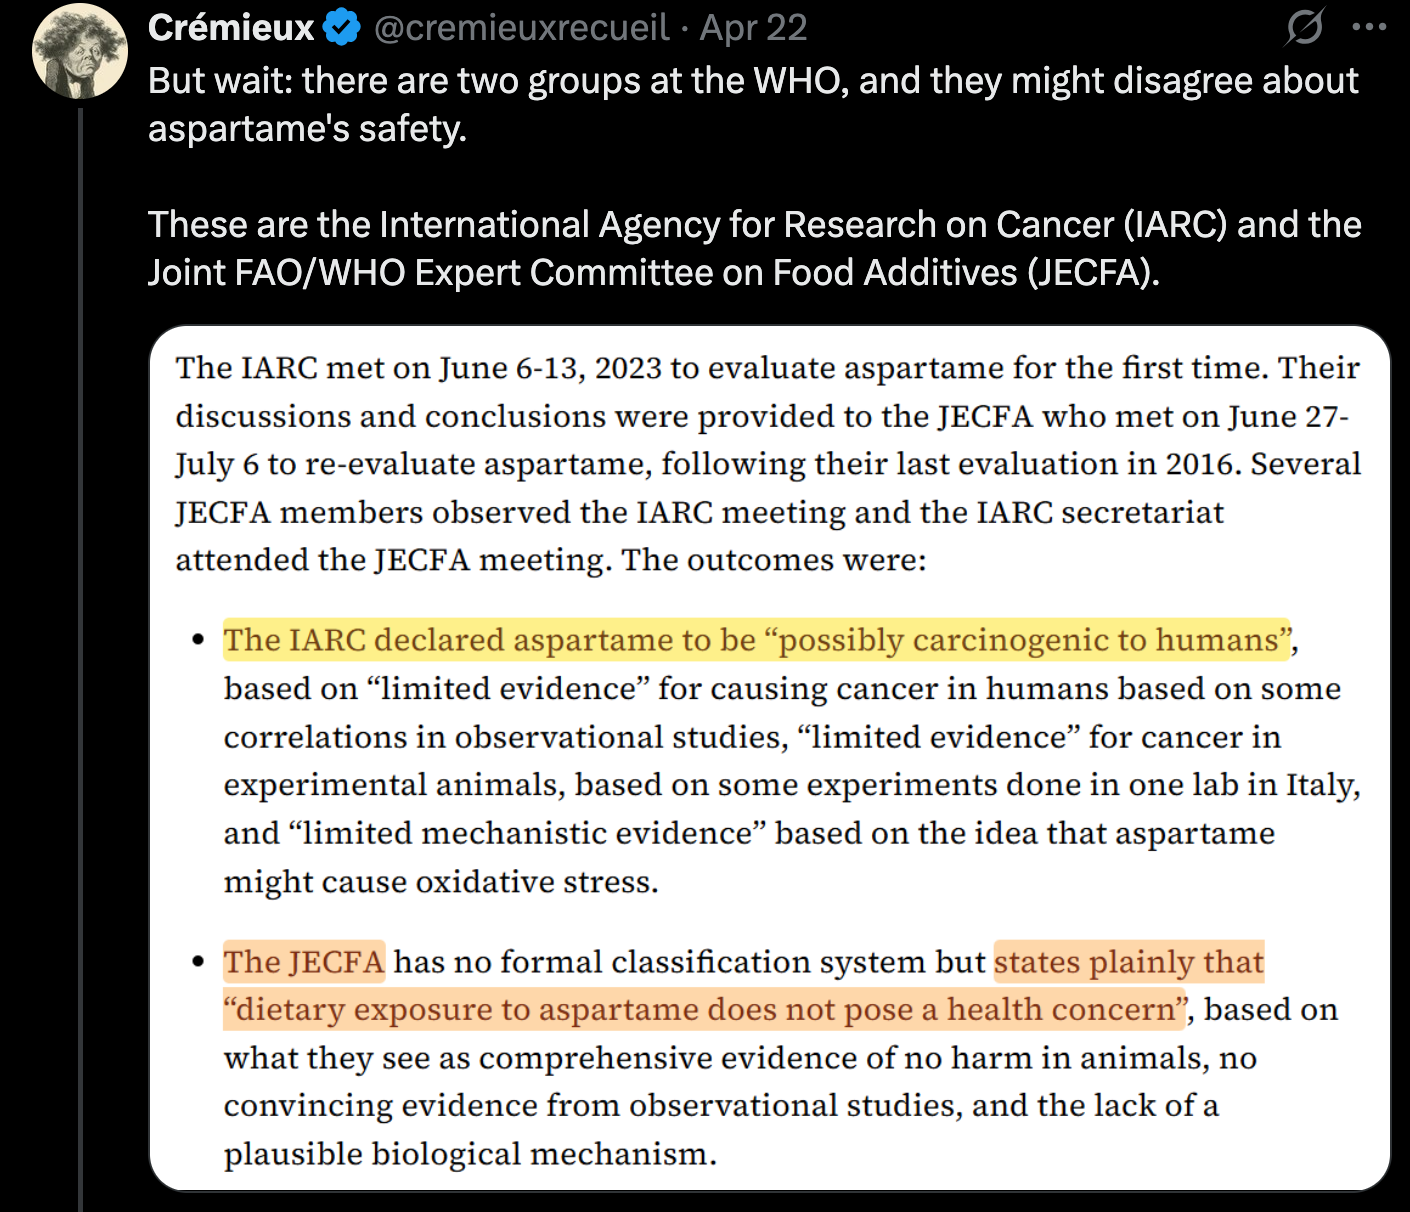 Crémieux @cremieuxrecueil · Apr 22
But wait: there are two groups at the WHO, and they might disagree about
aspartame's safety.
These are the International Agency for Research on Cancer (IARC) and the
Joint FAO/WHO Expert Committee on Food Additives (JECFA).
The IARC met on June 6-13, 2023 to evaluate aspartame for the first time. Their
discussions and conclusions were provided to the JECFA who met on June 27-
July 6 to re-evaluate aspartame, following their last evaluation in 2016. Several
JECFA members observed the IARC meeting and the IARC secretariat
attended the JECFA meeting. The outcomes were:
• The IARC declared aspartame to be “possibly carcinogenic to humans”,
based on “limited evidence” for causing cancer in humans based on some
correlations in observational studies, “limited evidence” for cancer in
experimental animals, based on some experiments done in one lab in Italy,
and “limited mechanistic evidence” based on the idea that aspartame
might cause oxidative stress.
• The JECFA has no formal classification system but states plainly that
“dietary exposure to aspartame does not pose a health concern”, based on
what they see as comprehensive evidence of no harm in animals, no
convincing evidence from observational studies, and the lack of a
plausible biological mechanism.